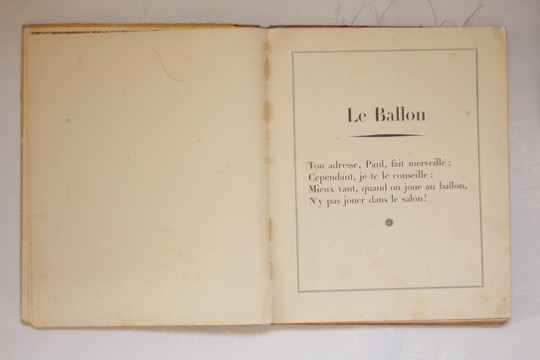 Le Ballon
Ton adresse, Paul, fait merveille ;
Cependant, je te le conseille :
Mieux vaut, quand on joue au ballon,
N'y pas jouer dans le salon !